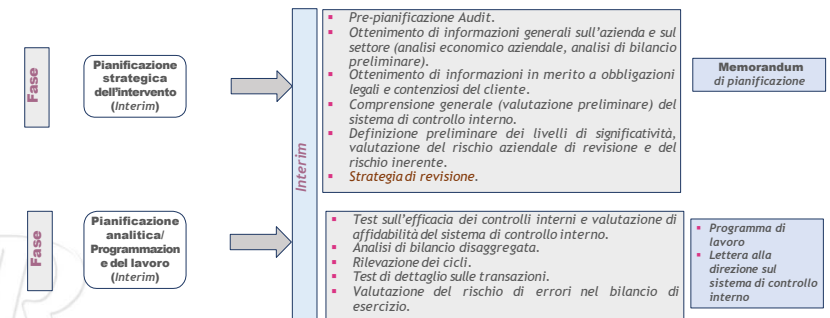 Fase
Pianificazione
strategica
dell'intervento
(Interim)
Interim
▪ Pre-pianificazione Audit.
▪ Ottenimento di informazioni generali sull'azienda e sul
settore (analisi economico aziendale, analisi di bilancio
preliminare).
▪ Ottenimento di informazioni in merito a obbligazioni
legali e contenziosi del cliente.
▪ Comprensione generale (valutazione preliminare) del
sistema di controllo interno.
▪ Definizione preliminare dei livelli di significatività,
valutazione del rischio aziendale di revisione e del
rischio inerente.
▪ Strategia di revisione.
Memorandum
di pianificazione
Fase
Pianificazione
analitica/
Programmazion
e del lavoro
(Interim)
▪ Test sull'efficacia dei controlli interni e valutazione di
affidabilità del sistema di controllo interno.
▪ Analisi di bilancio disaggregata.
▪ Rilevazione dei cicli.
▪ Test di dettaglio sulle transazioni.
▪ Valutazione del rischio di errori nel bilancio di
esercizio.
▪ Programma di
lavoro
▪ Lettera alla
direzione sul
sistema di controllo
interno